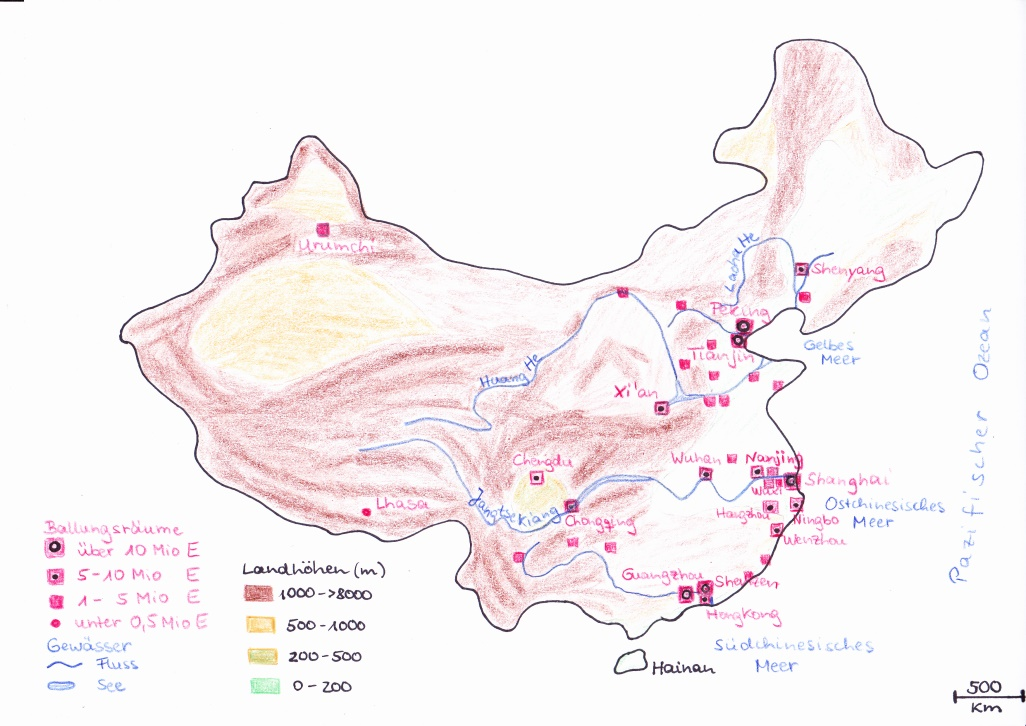 Urumchi
Laoha He
Shenyang
Peking
Gelbes
Meer
Tianjin
Huang He
Xi'an
Pazifischer Ozean
Chengdu
Wuhan
Nanjing
Shanghai
Wuxi
Lhasa
Jangtsekiang
Chongqing
Hangzhou
Ningbo
Ostchinesisches
Meer
Wenzhou
Guangzhou
Shenzen
HongKong
Südchinesisches
Meer
Hainan
Ballungsräume
über 10 Mio E
5-10 Mio E
1- 5 Mio E
unter 0,5 Mio E
Gewässer
Fluss
See
Landhöhen (m)
1000->8000
500-1000
200-500
0-200
500
Km